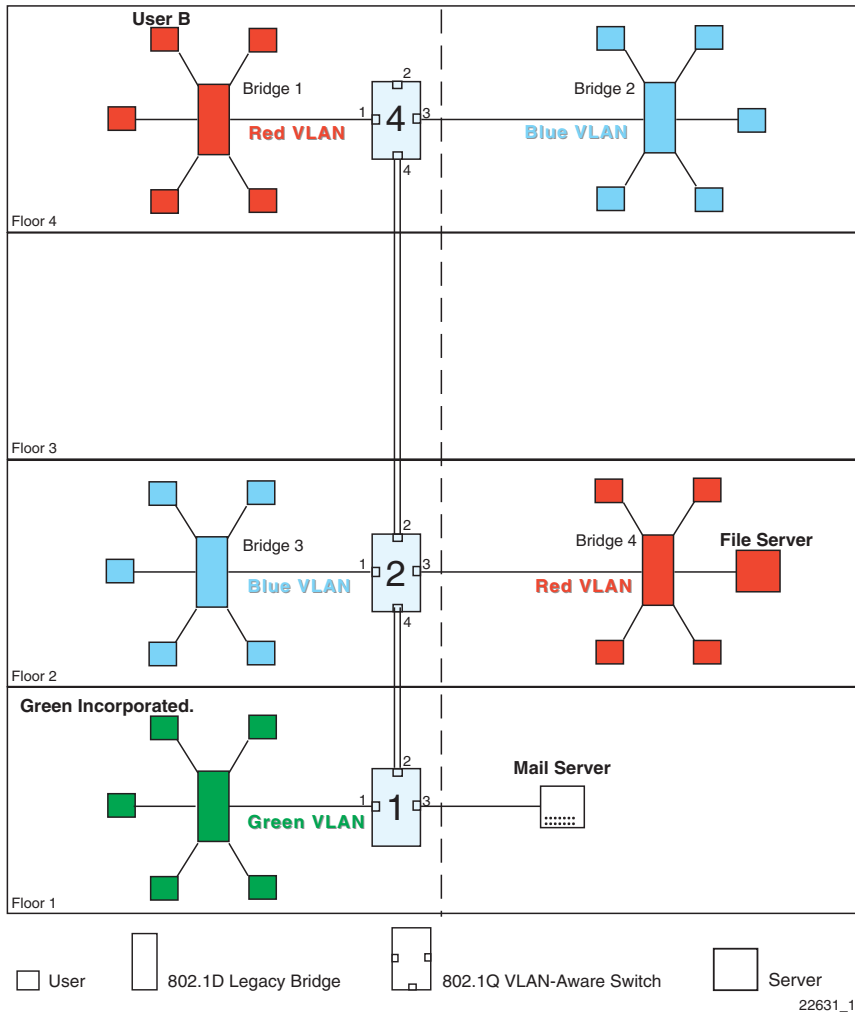 User B
Bridge 1
Red VLAN
1
2
4
3
4
Bridge 2
Blue VLAN
Floor 4
Floor 3
Bridge 3
Blue VLAN
1
2
2
3
4
Bridge 4
Red VLAN
File Server
Floor 2
Green Incorporated.
Green VLAN
1
2
1
3
Mail Server
Floor 1
User
802.1D Legacy Bridge
802.1Q VLAN-Aware Switch
Server
22631_1